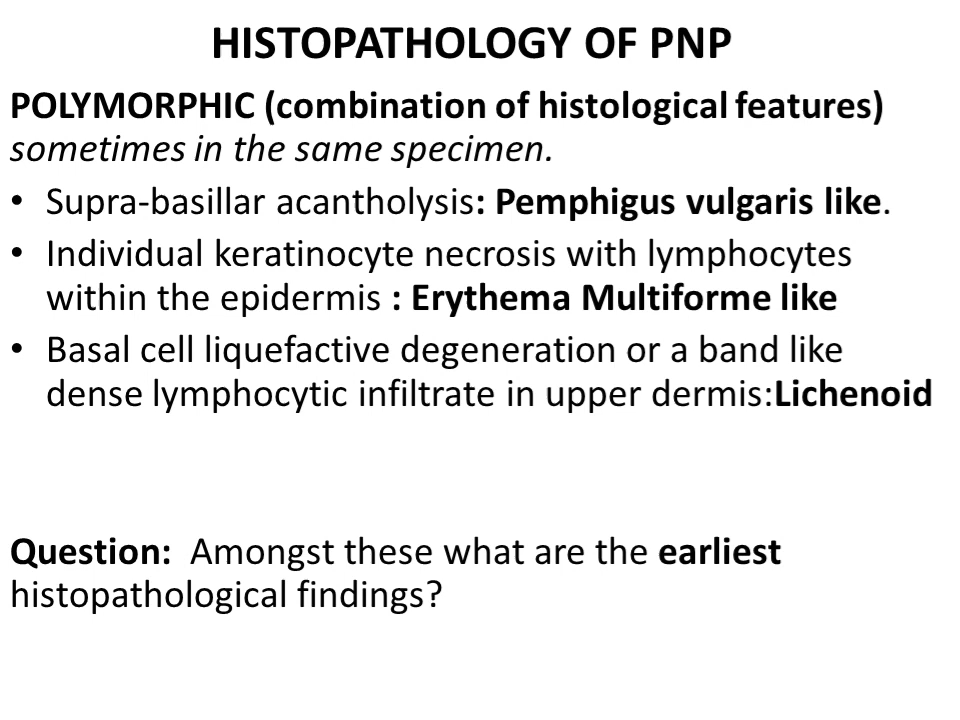 HISTOPATHOLOGY OF PNP
POLYMORPHIC (combination of histological features)
sometimes in the same specimen.
• Supra-basillar acantholysis: Pemphigus vulgaris like.
• Individual keratinocyte necrosis with lymphocytes
within the epidermis : Erythema Multiforme like
• Basal cell liquefactive degeneration or a band like
dense lymphocytic infiltrate in upper dermis:Lichenoid
Question: Amongst these what are the earliest
histopathological findings?